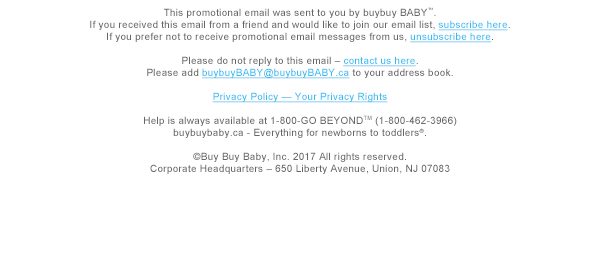 This promotional email was sent to you by buybuy BABY™.
If you received this email from a friend and would like to join our email list, subscribe here.
If you prefer not to receive promotional email messages from us, unsubscribe here.
Please do not reply to this email – contact us here.
Please add buybuyBABY@buybuyBABY.ca to your address book.
Privacy Policy — Your Privacy Rights
Help is always available at 1-800-GO BEYOND™ (1-800-462-3966)
buybuybaby.ca - Everything for newborns to toddlers®.
©Buy Buy Baby, Inc. 2017 All rights reserved.
Corporate Headquarters – 650 Liberty Avenue, Union, NJ 07083